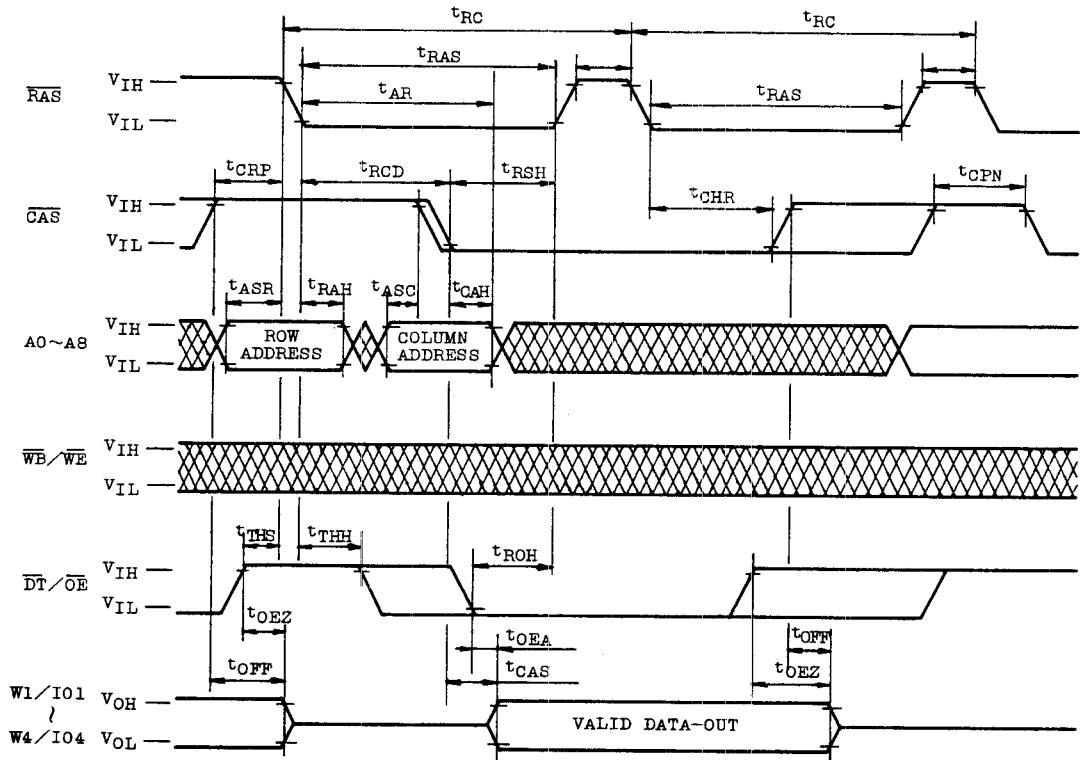 tRC tRC
tRAS
RAS VIH
tAR tRAS
VIL
tCRP tRCD tRSH tCHR tCPN
CAS VIH
VIL
tASR tRAH tASC tCAH
A0~A8 VIH
ROW ADDRESS
COLUMN ADDRESS
VIL
WB/WE VIH
VIL
tTHS tTHH tROH
DT/OE VIH
VIL
tOEZ tOEA tOFF
tOFF tCAS tOEZ
W1/IO1 VOH
~ VALID DATA-OUT
W4/IO4 VOL